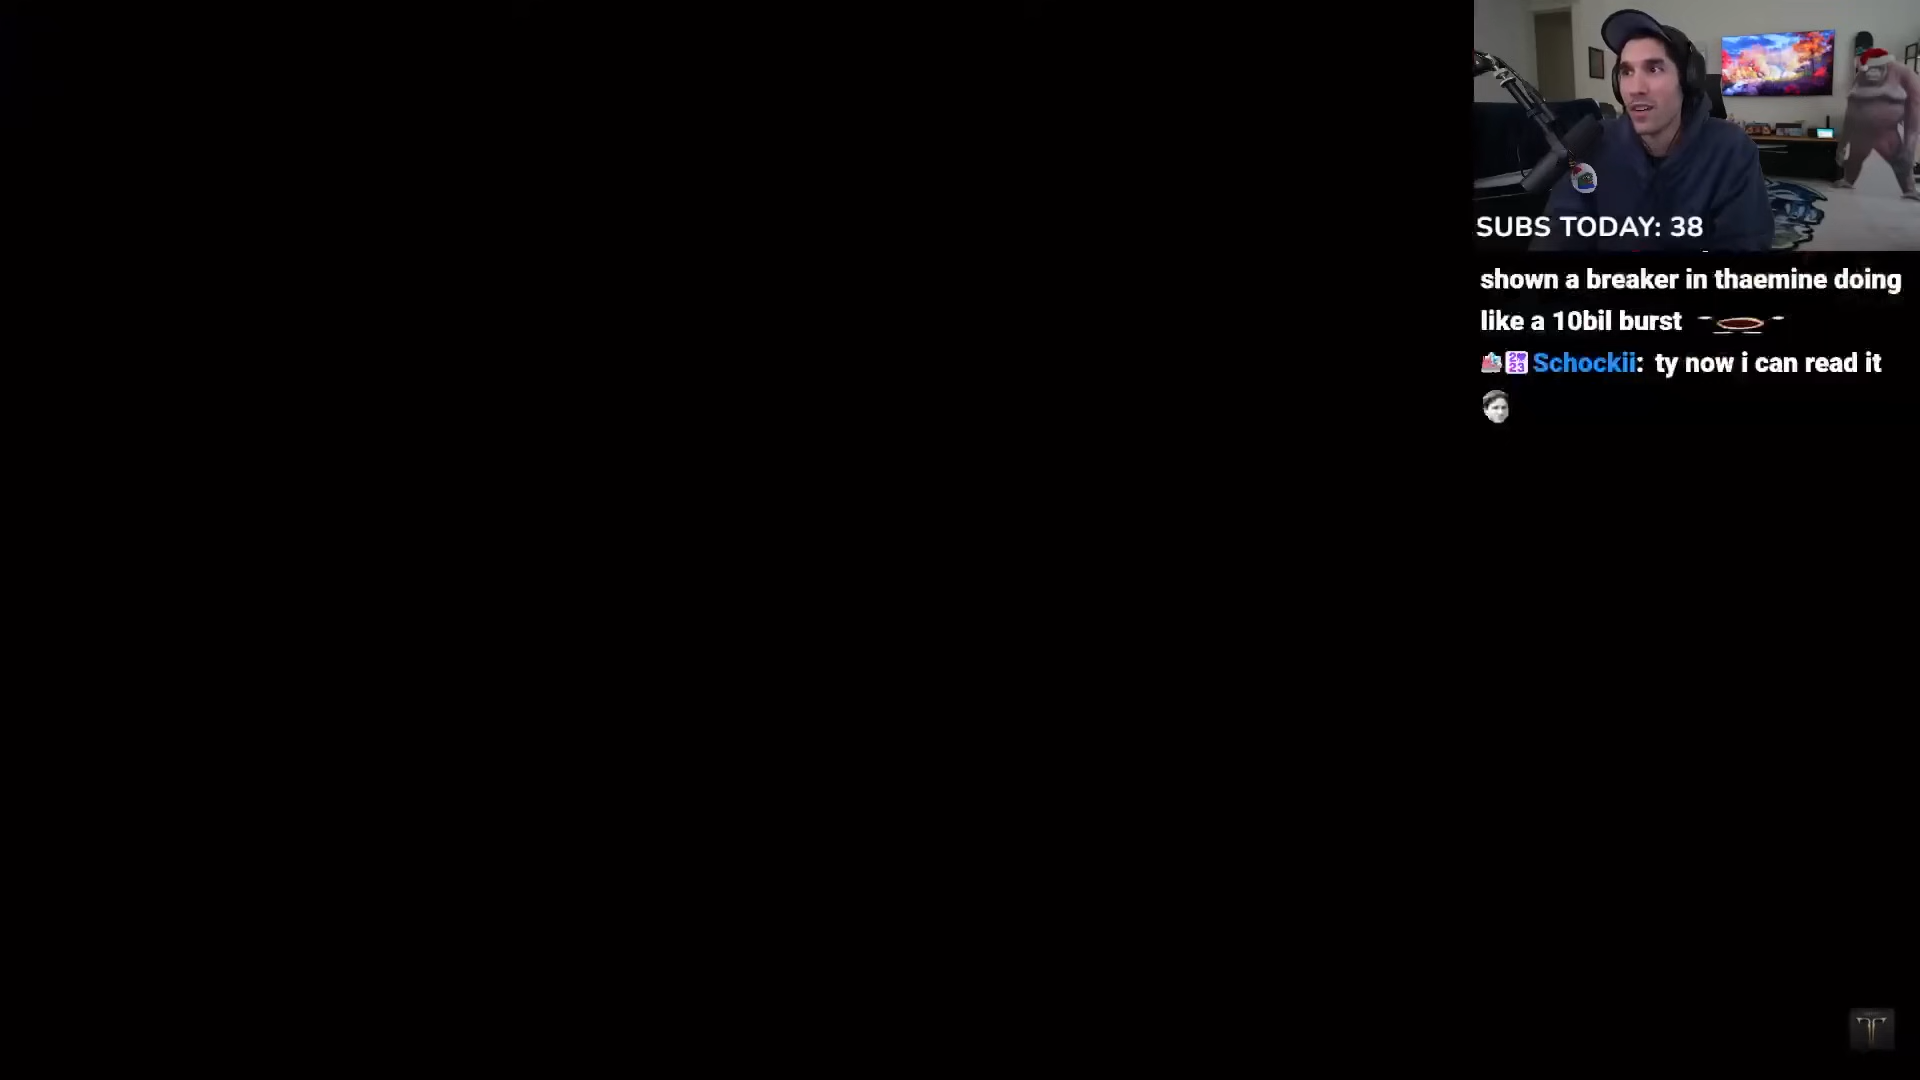 SUBS TODAY: 38
shown a breaker in thaemine doing
like a 10bil burst
Schockii: ty now i can read it